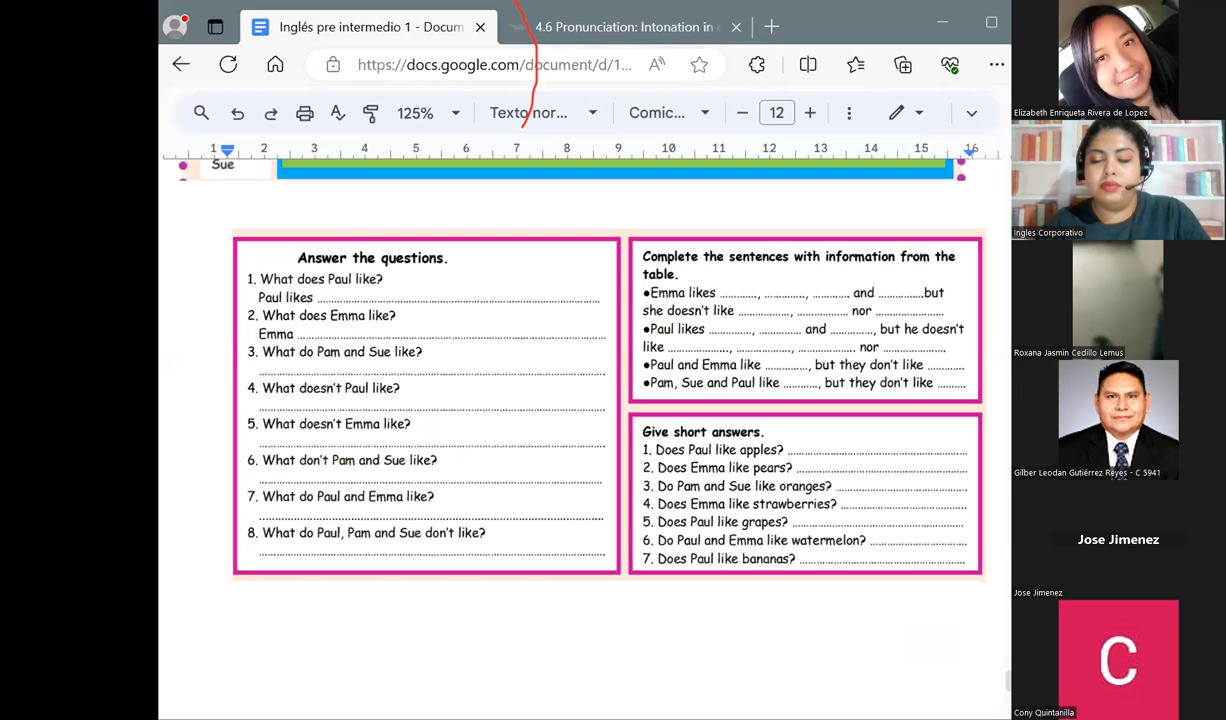 Inglés pre intermedio 1 - Docum
4.6 Pronunciation: Intonation in
https://docs.google.com/document/d/1...
125%
Texto nor...
Comic...
12
1 2 3 4 5 6 7 8 9 10 11 12 13 14 15 16
Sue
Answer the questions.
1. What does Paul like?
Paul likes ................................................
2. What does Emma like?
Emma ................................................
3. What do Pam and Sue like?
................................................
4. What doesn't Paul like?
................................................
5. What doesn't Emma like?
................................................
6. What don't Pam and Sue like?
................................................
7. What do Paul and Emma like?
................................................
8. What do Paul, Pam and Sue don't like?
................................................
Complete the sentences with information from the
table.
●Emma likes ............, ............, ............ and ..............but
she doesn't like ................, ................ nor .....................
●Paul likes ............, ............ and ............, but he doesn't
like ..................., ................., ................ nor ...................
●Paul and Emma like ............, but they don't like ..........
●Pam, Sue and Paul like .........., but they don't like ........
Give short answers.
1. Does Paul like apples? ................................
2. Does Emma like pears? ................................
3. Do Pam and Sue like oranges? ................................
4. Does Emma like strawberries? ................................
5. Does Paul like grapes? ................................
6. Do Paul and Emma like watermelon? ......................
7. Does Paul like bananas? ................................
Elizabeth Enriqueta Rivera de Lopez
Ingles Corporativo
Roxana Jasmin Cedillo Lemus
Gilber Leodan Gutiérrez Reyes - C 5941
Jose Jimenez
Jose Jimenez
C
Cony Quintanilla